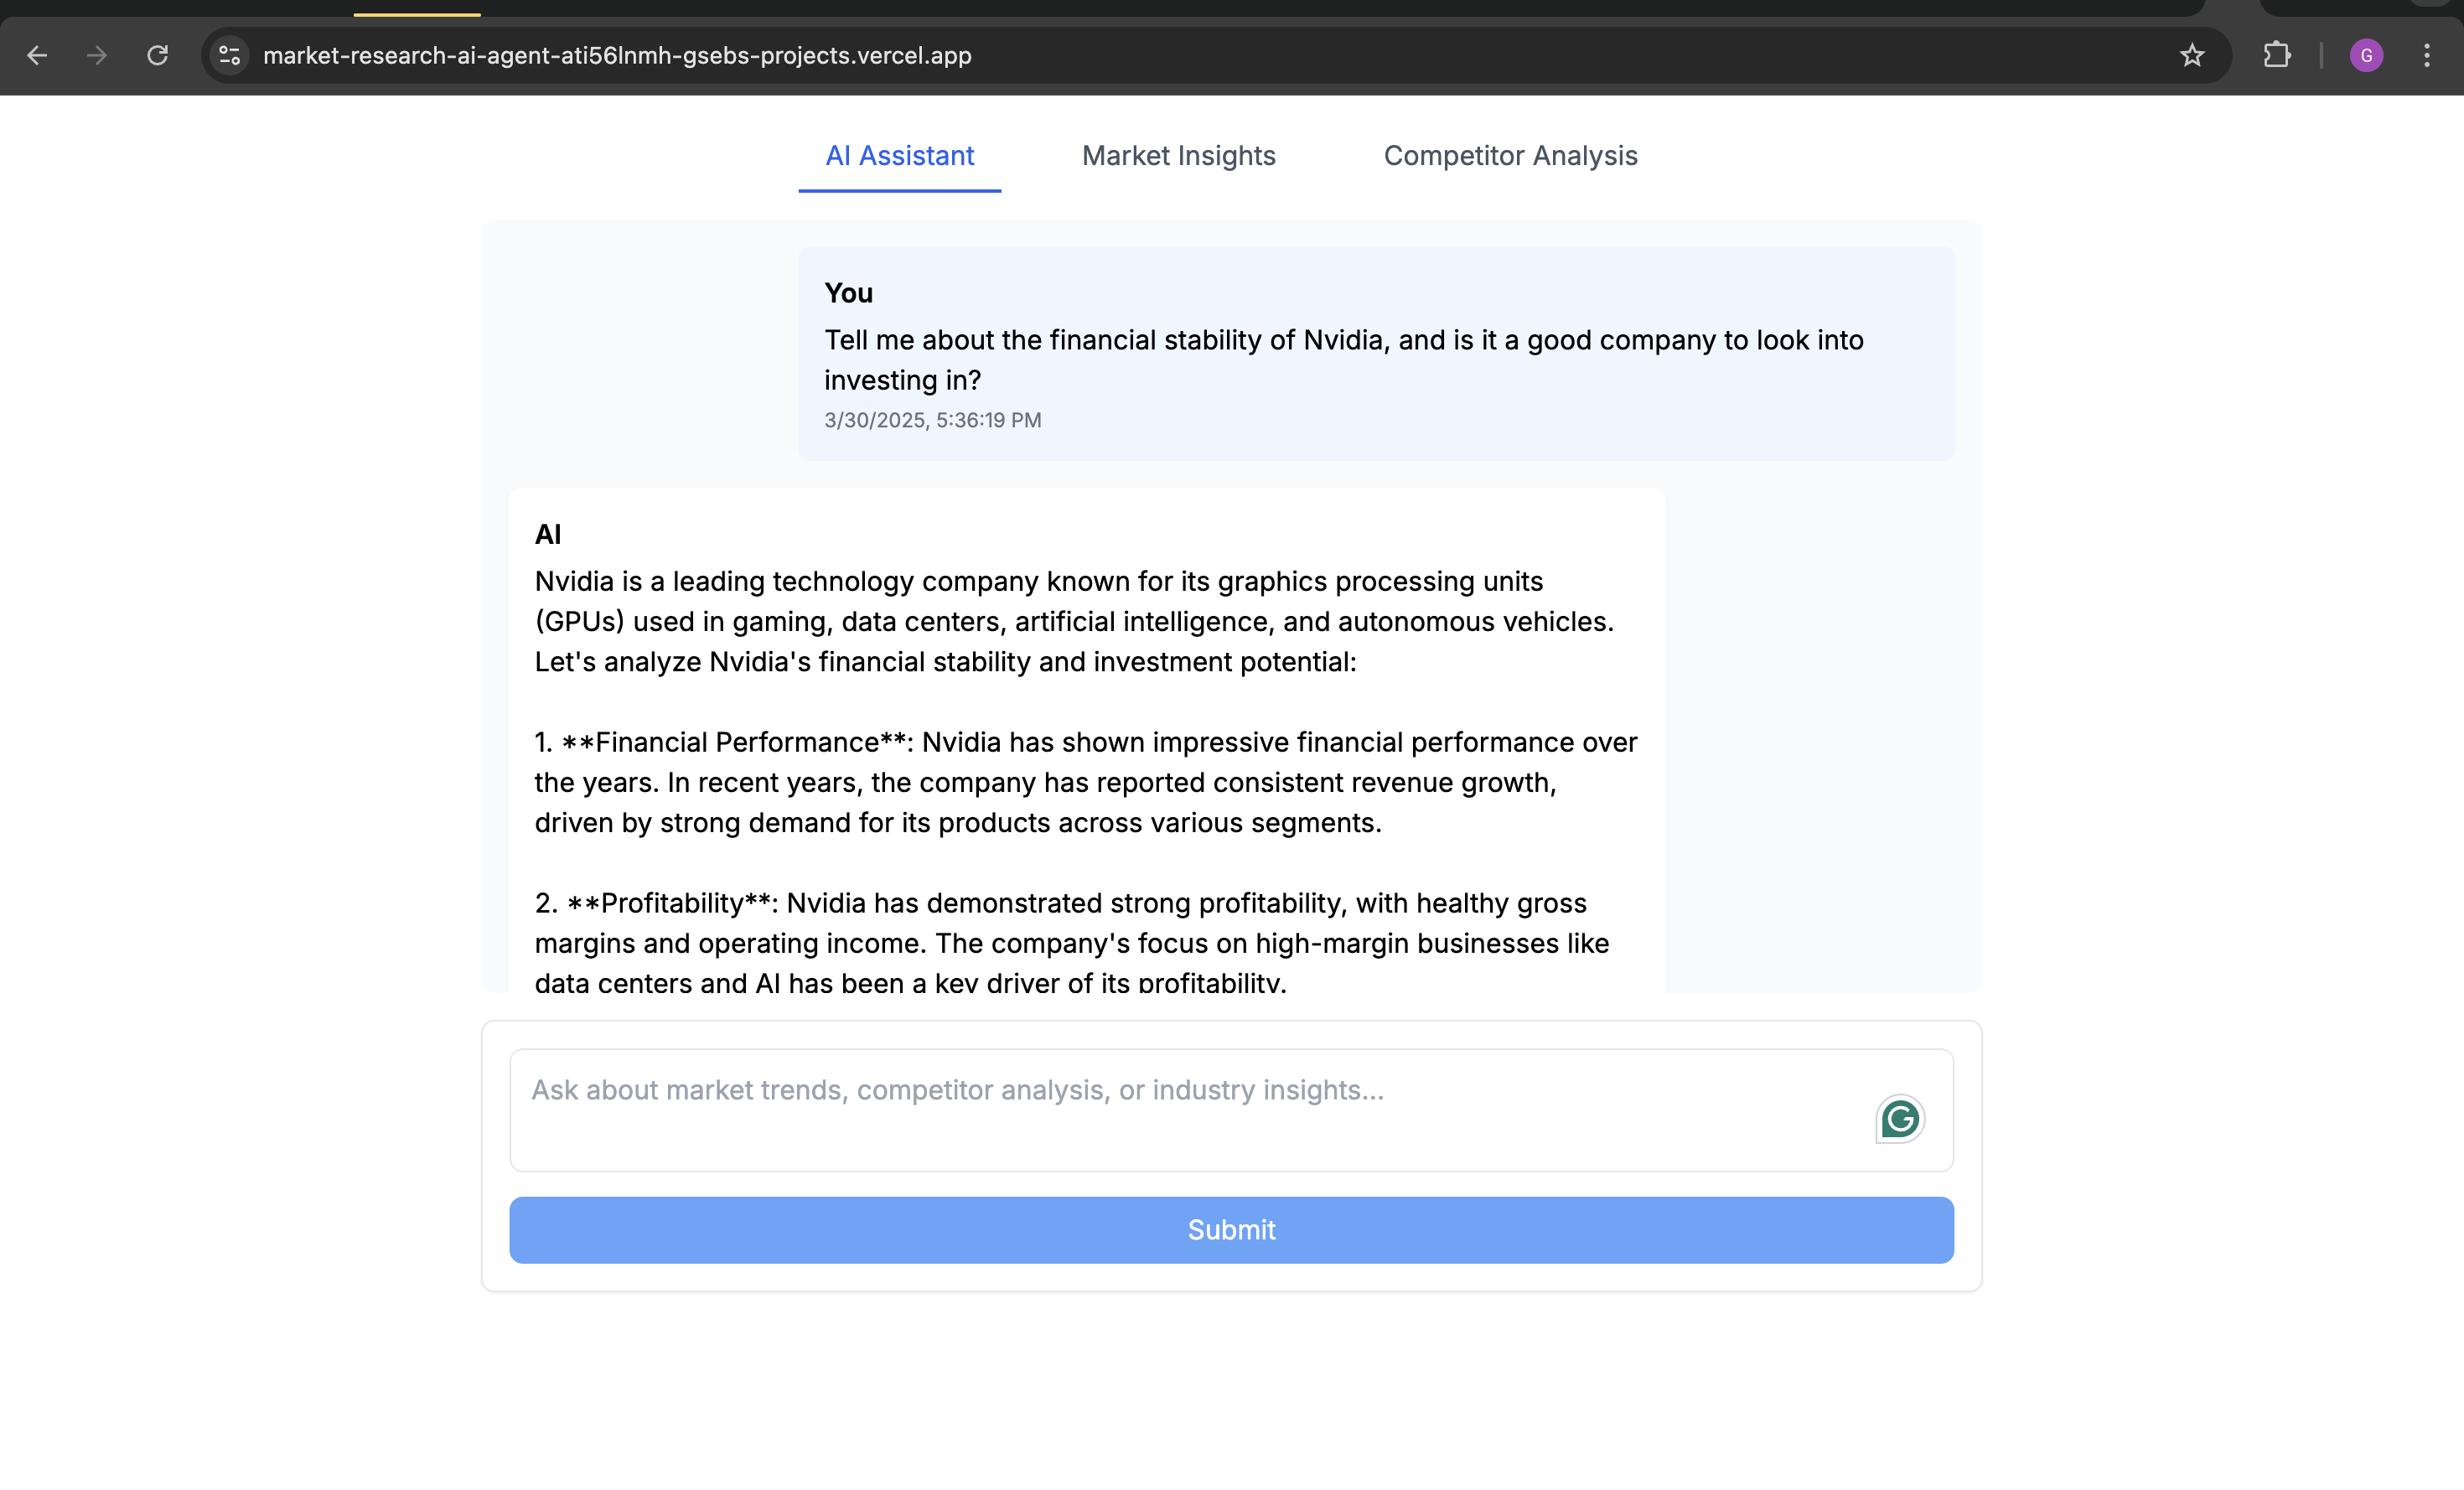 market-research-ai-agent-ati56lnmh-gsebs-projects.vercel.app
G
AI Assistant
Market Insights
Competitor Analysis
You
Tell me about the financial stability of Nvidia, and is it a good company to look into
investing in?
3/30/2025, 5:36:19 PM
AI
Nvidia is a leading technology company known for its graphics processing units
(GPUs) used in gaming, data centers, artificial intelligence, and autonomous vehicles.
Let's analyze Nvidia's financial stability and investment potential:
1. **Financial Performance**: Nvidia has shown impressive financial performance over
the years. In recent years, the company has reported consistent revenue growth,
driven by strong demand for its products across various segments.
2. **Profitability**: Nvidia has demonstrated strong profitability, with healthy gross
margins and operating income. The company's focus on high-margin businesses like
data centers and AI has been a key driver of its profitability.
Ask about market trends, competitor analysis, or industry insights...
G
Submit